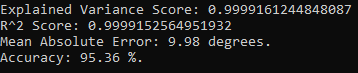 Explained Variance Score: 0.9999161244848087
R^2 Score: 0.9999152564951932
Mean Absolute Error: 9.98 degrees.
Accuracy: 95.36 %.